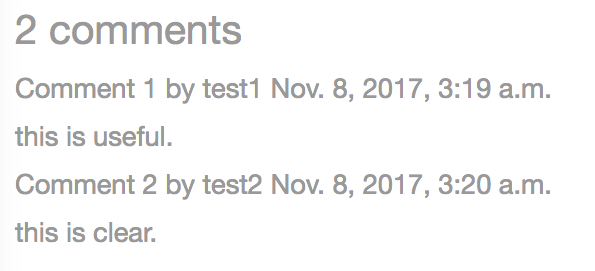 2 comments
Comment 1 by test1 Nov. 8, 2017, 3:19 a.m.
this is useful.
Comment 2 by test2 Nov. 8, 2017, 3:20 a.m.
this is clear.